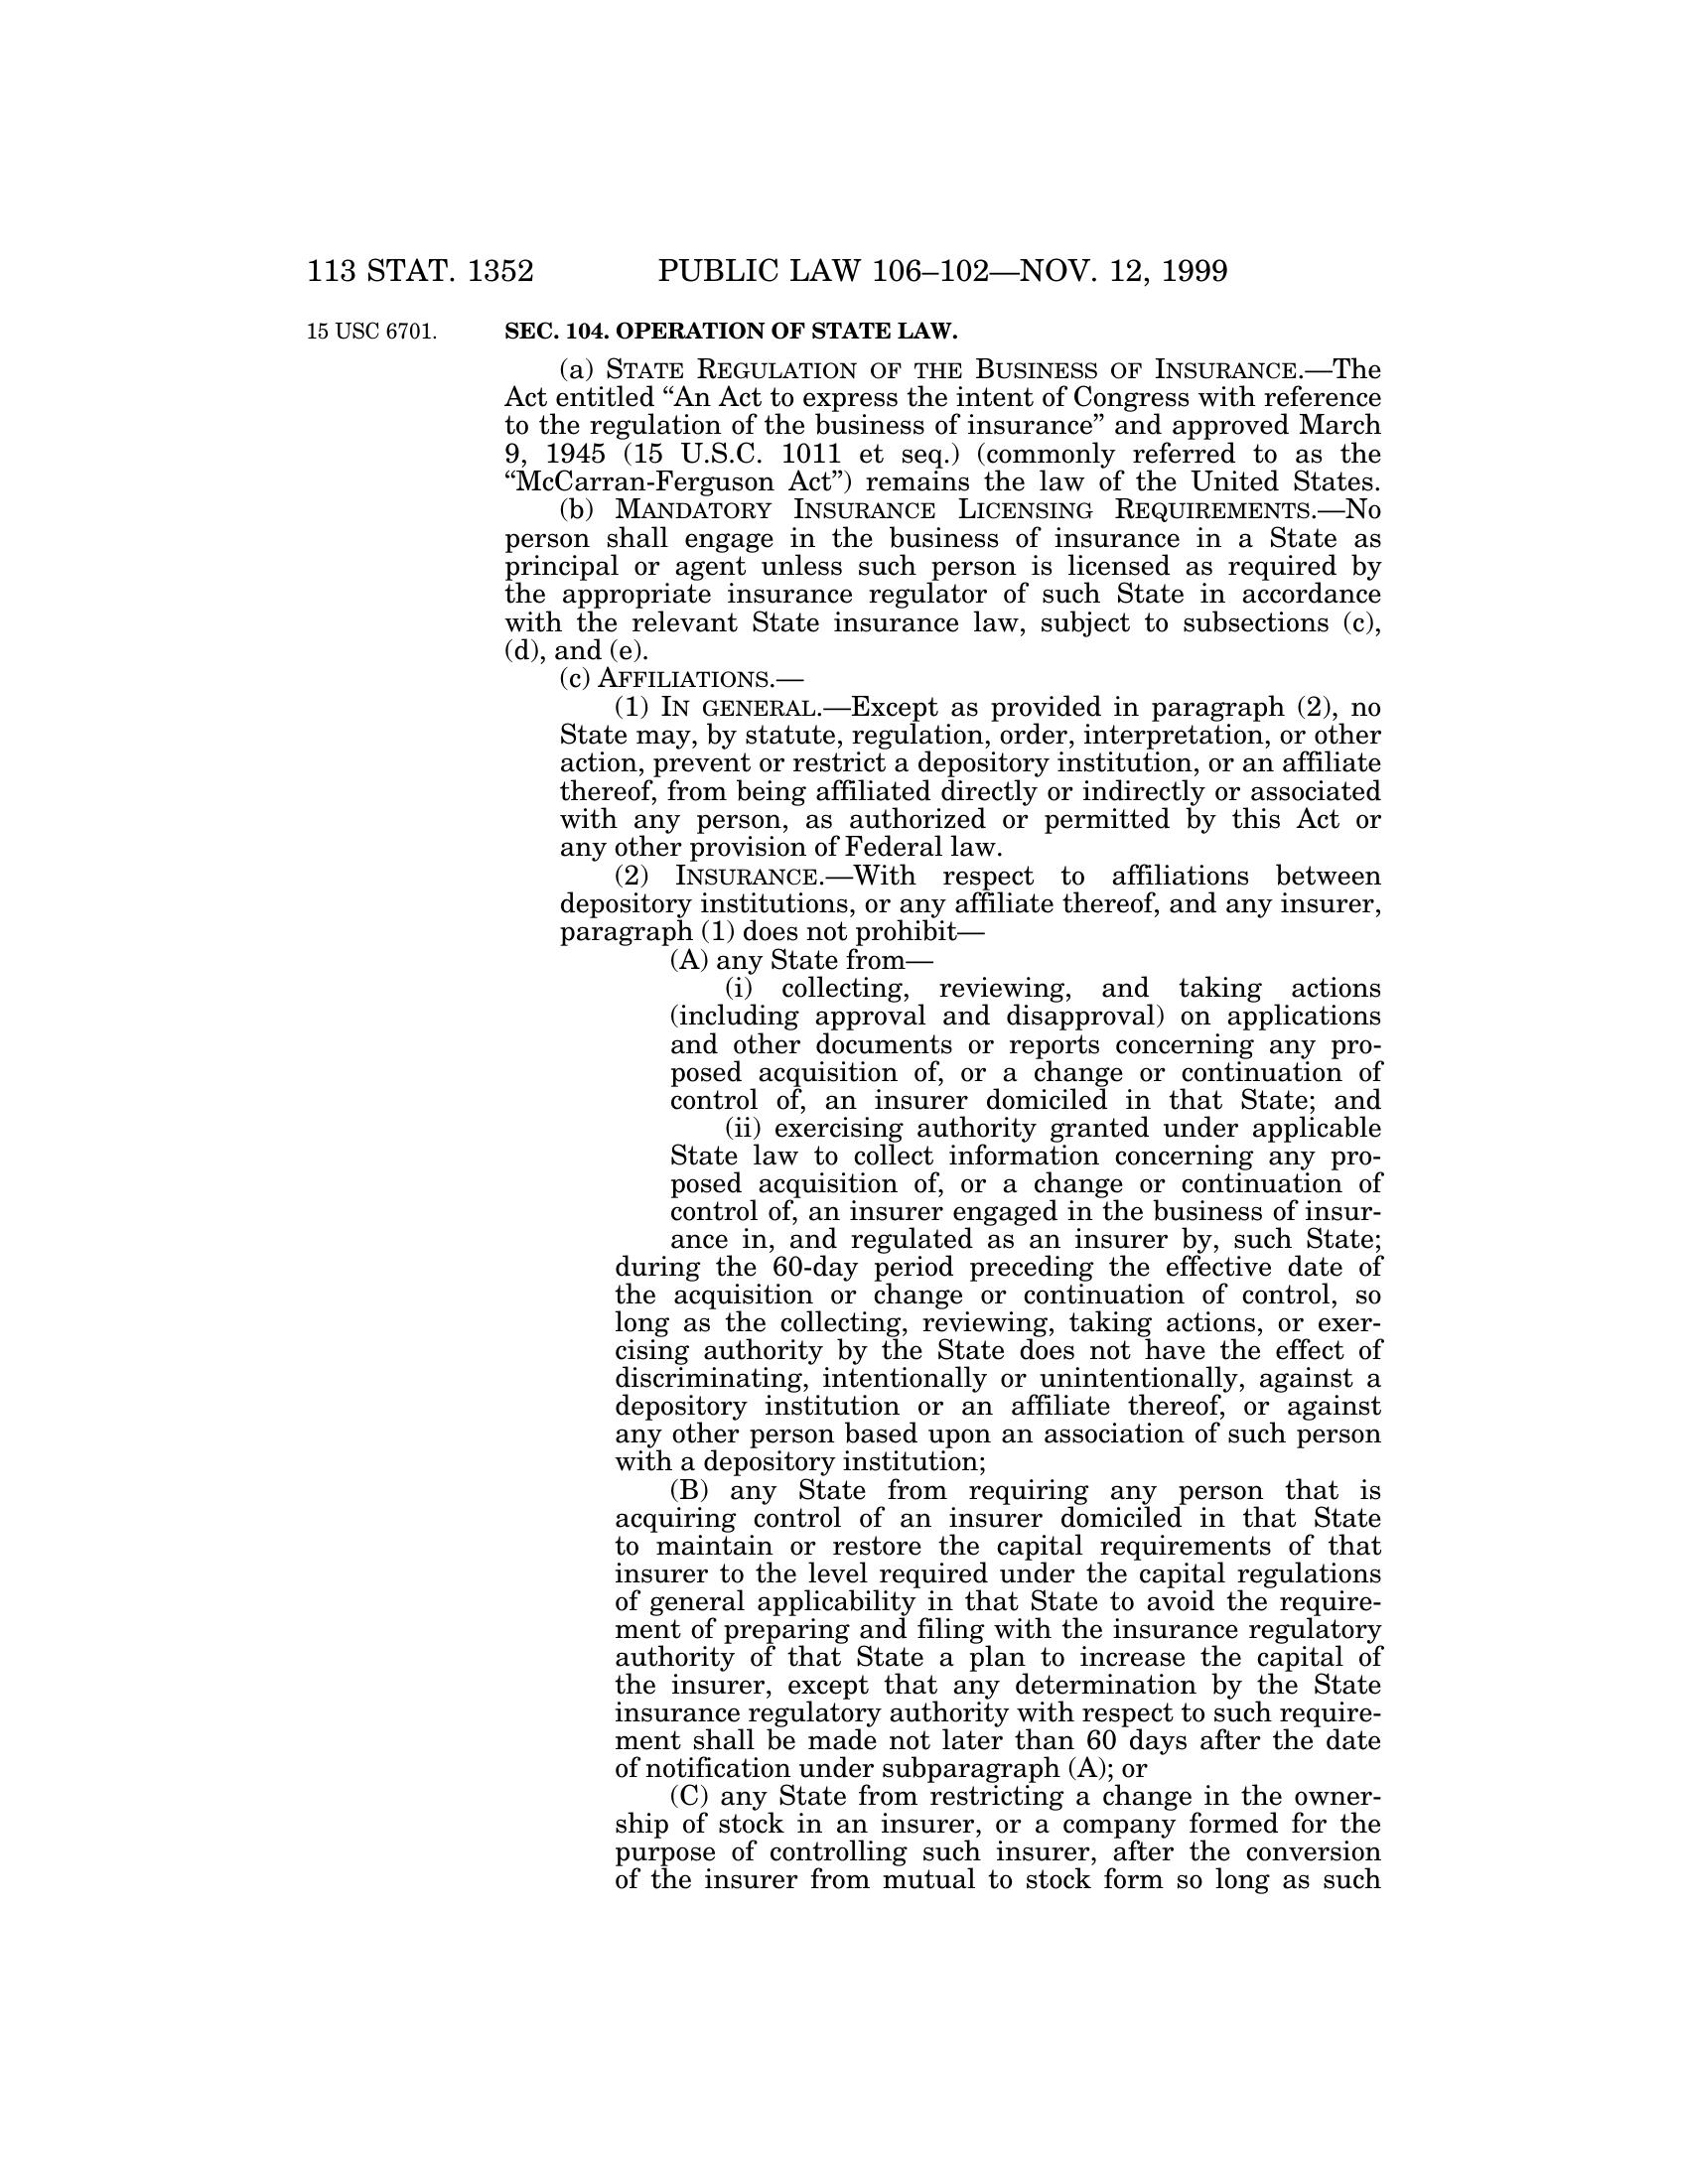 113 STAT. 1352 PUBLIC LAW 106–102—NOV. 12, 1999
15 USC 6701.
SEC. 104. OPERATION OF STATE LAW.
(a) STATE REGULATION OF THE BUSINESS OF INSURANCE.—The
Act entitled “An Act to express the intent of Congress with reference
to the regulation of the business of insurance” and approved March
9, 1945 (15 U.S.C. 1011 et seq.) (commonly referred to as the
“McCarran-Ferguson Act”) remains the law of the United States.
(b) MANDATORY INSURANCE LICENSING REQUIREMENTS.—No
person shall engage in the business of insurance in a State as
principal or agent unless such person is licensed as required by
the appropriate insurance regulator of such State in accordance
with the relevant State insurance law, subject to subsections (c),
(d), and (e).
(c) AFFILIATIONS.—
(1) IN GENERAL.—Except as provided in paragraph (2), no
State may, by statute, regulation, order, interpretation, or other
action, prevent or restrict a depository institution, or an affiliate
thereof, from being affiliated directly or indirectly or associated
with any person, as authorized or permitted by this Act or
any other provision of Federal law.
(2) INSURANCE.—With respect to affiliations between
depository institutions, or any affiliate thereof, and any insurer,
paragraph (1) does not prohibit—
(A) any State from—
(i) collecting, reviewing, and taking actions
(including approval and disapproval) on applications
and other documents or reports concerning any pro-
posed acquisition of, or a change or continuation of
control of, an insurer domiciled in that State; and
(ii) exercising authority granted under applicable
State law to collect information concerning any pro-
posed acquisition of, or a change or continuation of
control of, an insurer engaged in the business of insur-
ance in, and regulated as an insurer by, such State;
during the 60-day period preceding the effective date of
the acquisition or change or continuation of control, so
long as the collecting, reviewing, taking actions, or exer-
cising authority by the State does not have the effect of
discriminating, intentionally or unintentionally, against a
depository institution or an affiliate thereof, or against
any other person based upon an association of such person
with a depository institution;
(B) any State from requiring any person that is
acquiring control of an insurer domiciled in that State
to maintain or restore the capital requirements of that
insurer to the level required under the capital regulations
of general applicability in that State to avoid the require-
ment of preparing and filing with the insurance regulatory
authority of that State a plan to increase the capital of
the insurer, except that any determination by the State
insurance regulatory authority with respect to such require-
ment shall be made not later than 60 days after the date
of notification under subparagraph (A); or
(C) any State from restricting a change in the owner-
ship of stock in an insurer, or a company formed for the
purpose of controlling such insurer, after the conversion
of the insurer from mutual to stock form so long as such